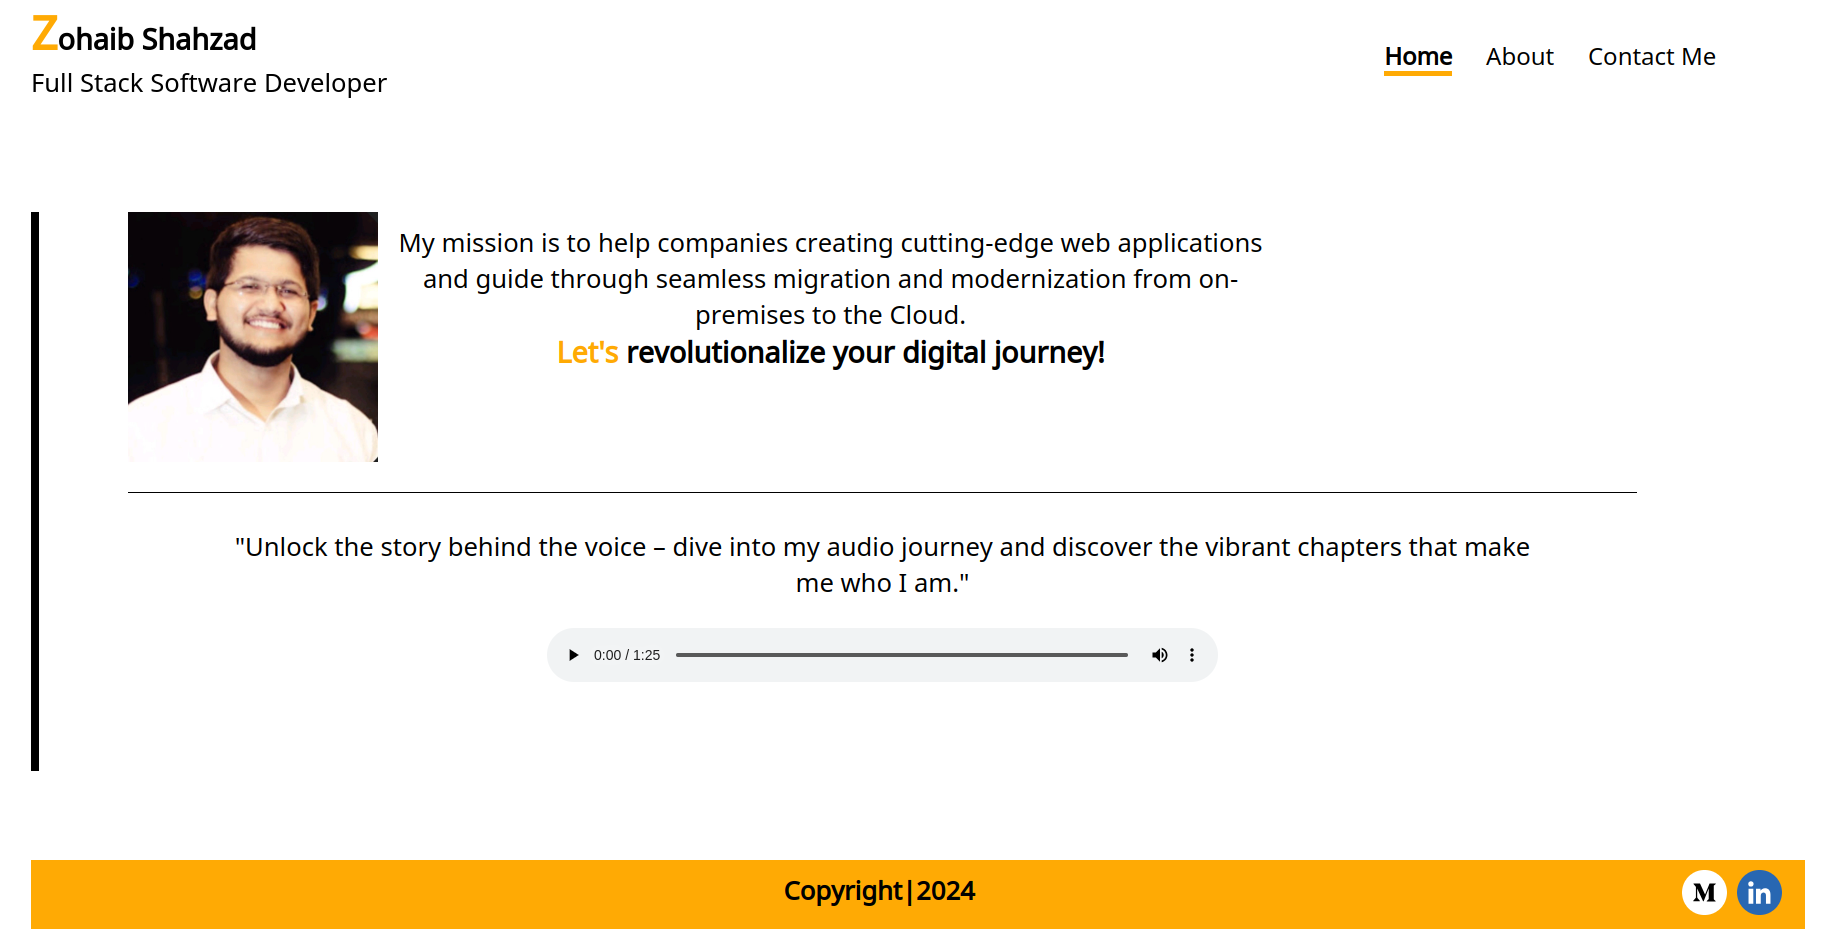 Zohaib Shahzad
Full Stack Software Developer
Home About Contact Me
My mission is to help companies creating cutting-edge web applications
and guide through seamless migration and modernization from on-
premises to the Cloud.
Let's revolutionalize your digital journey!
"Unlock the story behind the voice – dive into my audio journey and discover the vibrant chapters that make
me who I am."
0:00 / 1:25
Copyright|2024
M in